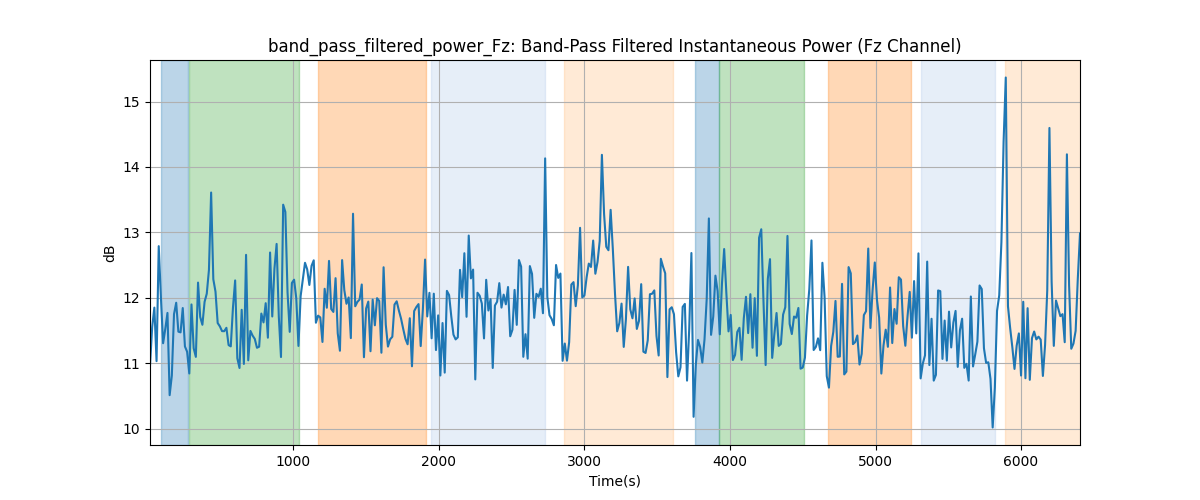 band_pass_filtered_power_Fz: Band-Pass Filtered Instantaneous Power (Fz Channel)
15
14
13
12
11
10
dB
1000 2000 3000 4000 5000 6000
Time(s)